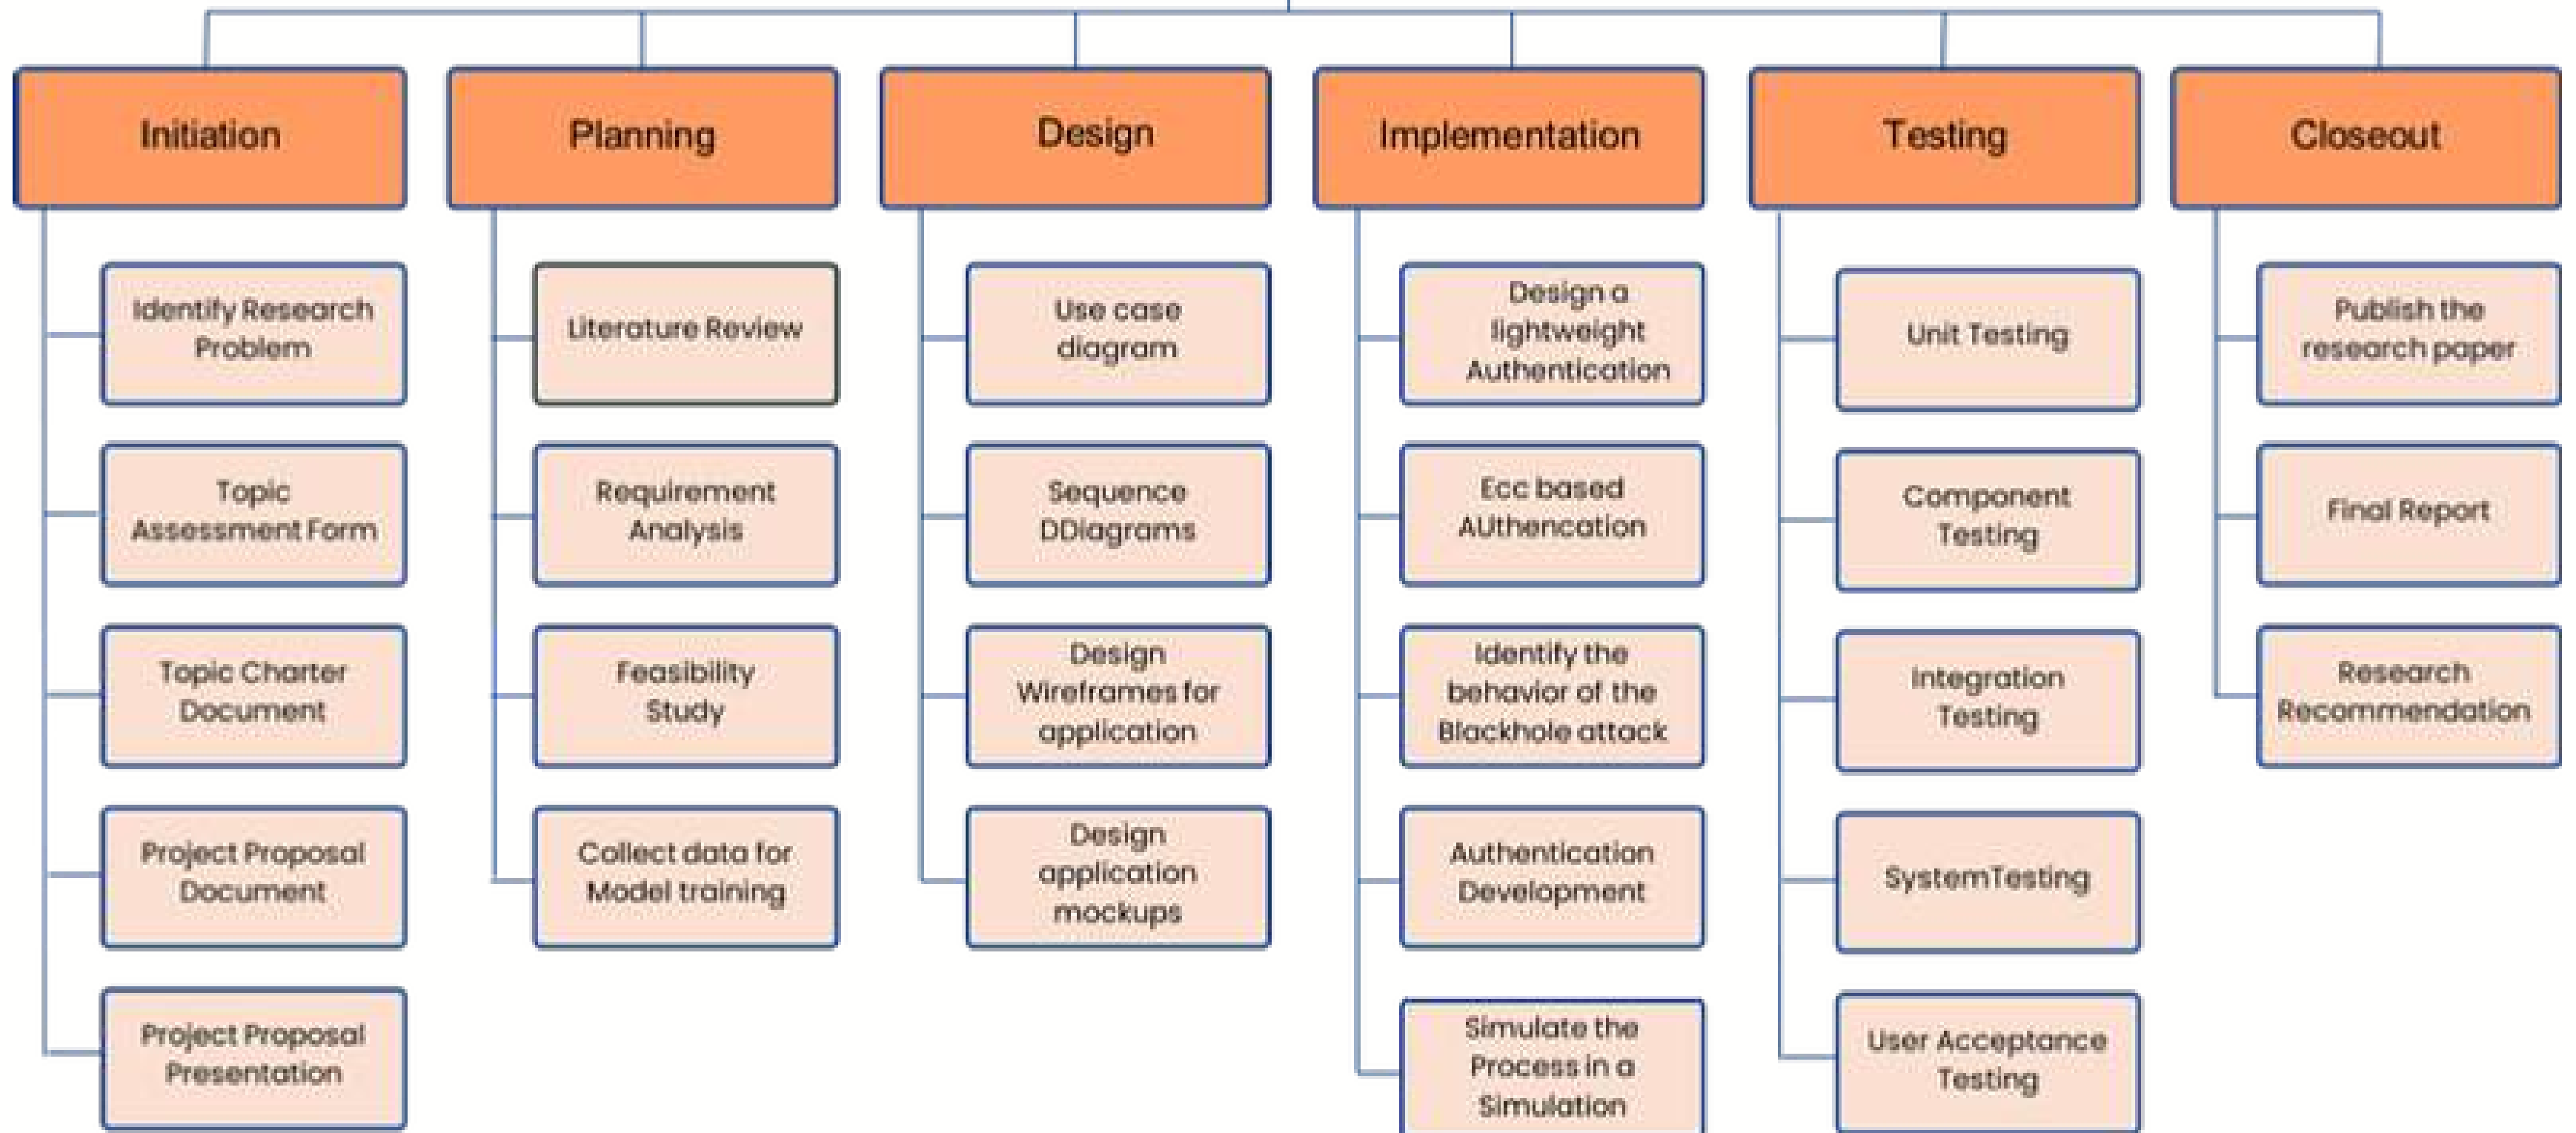 Initiation
Planning
Design
Implementation
Testing
Closeout
Identify Research
Problem
Topic
Assessment Form
Topic Charter
Document
Project Proposal
Document
Project Proposal
Presentation
Literature Review
Requirement
Analysis
Feasibility
Study
Collect data for
Model training
Use case
diagram
Sequence
DDiagrams
Design
Wireframes for
application
Design
application
mockups
Design a
lightweight
Authentication
Ecc based
AUthencation
Identify the
behavior of the
Blackhole attack
Authentication
Development
Simulate the
Process in a
Simulation
Unit Testing
Component
Testing
Integration
Testing
SystemTesting
User Acceptance
Testing
Publish the
research paper
Final Report
Research
Recommendation